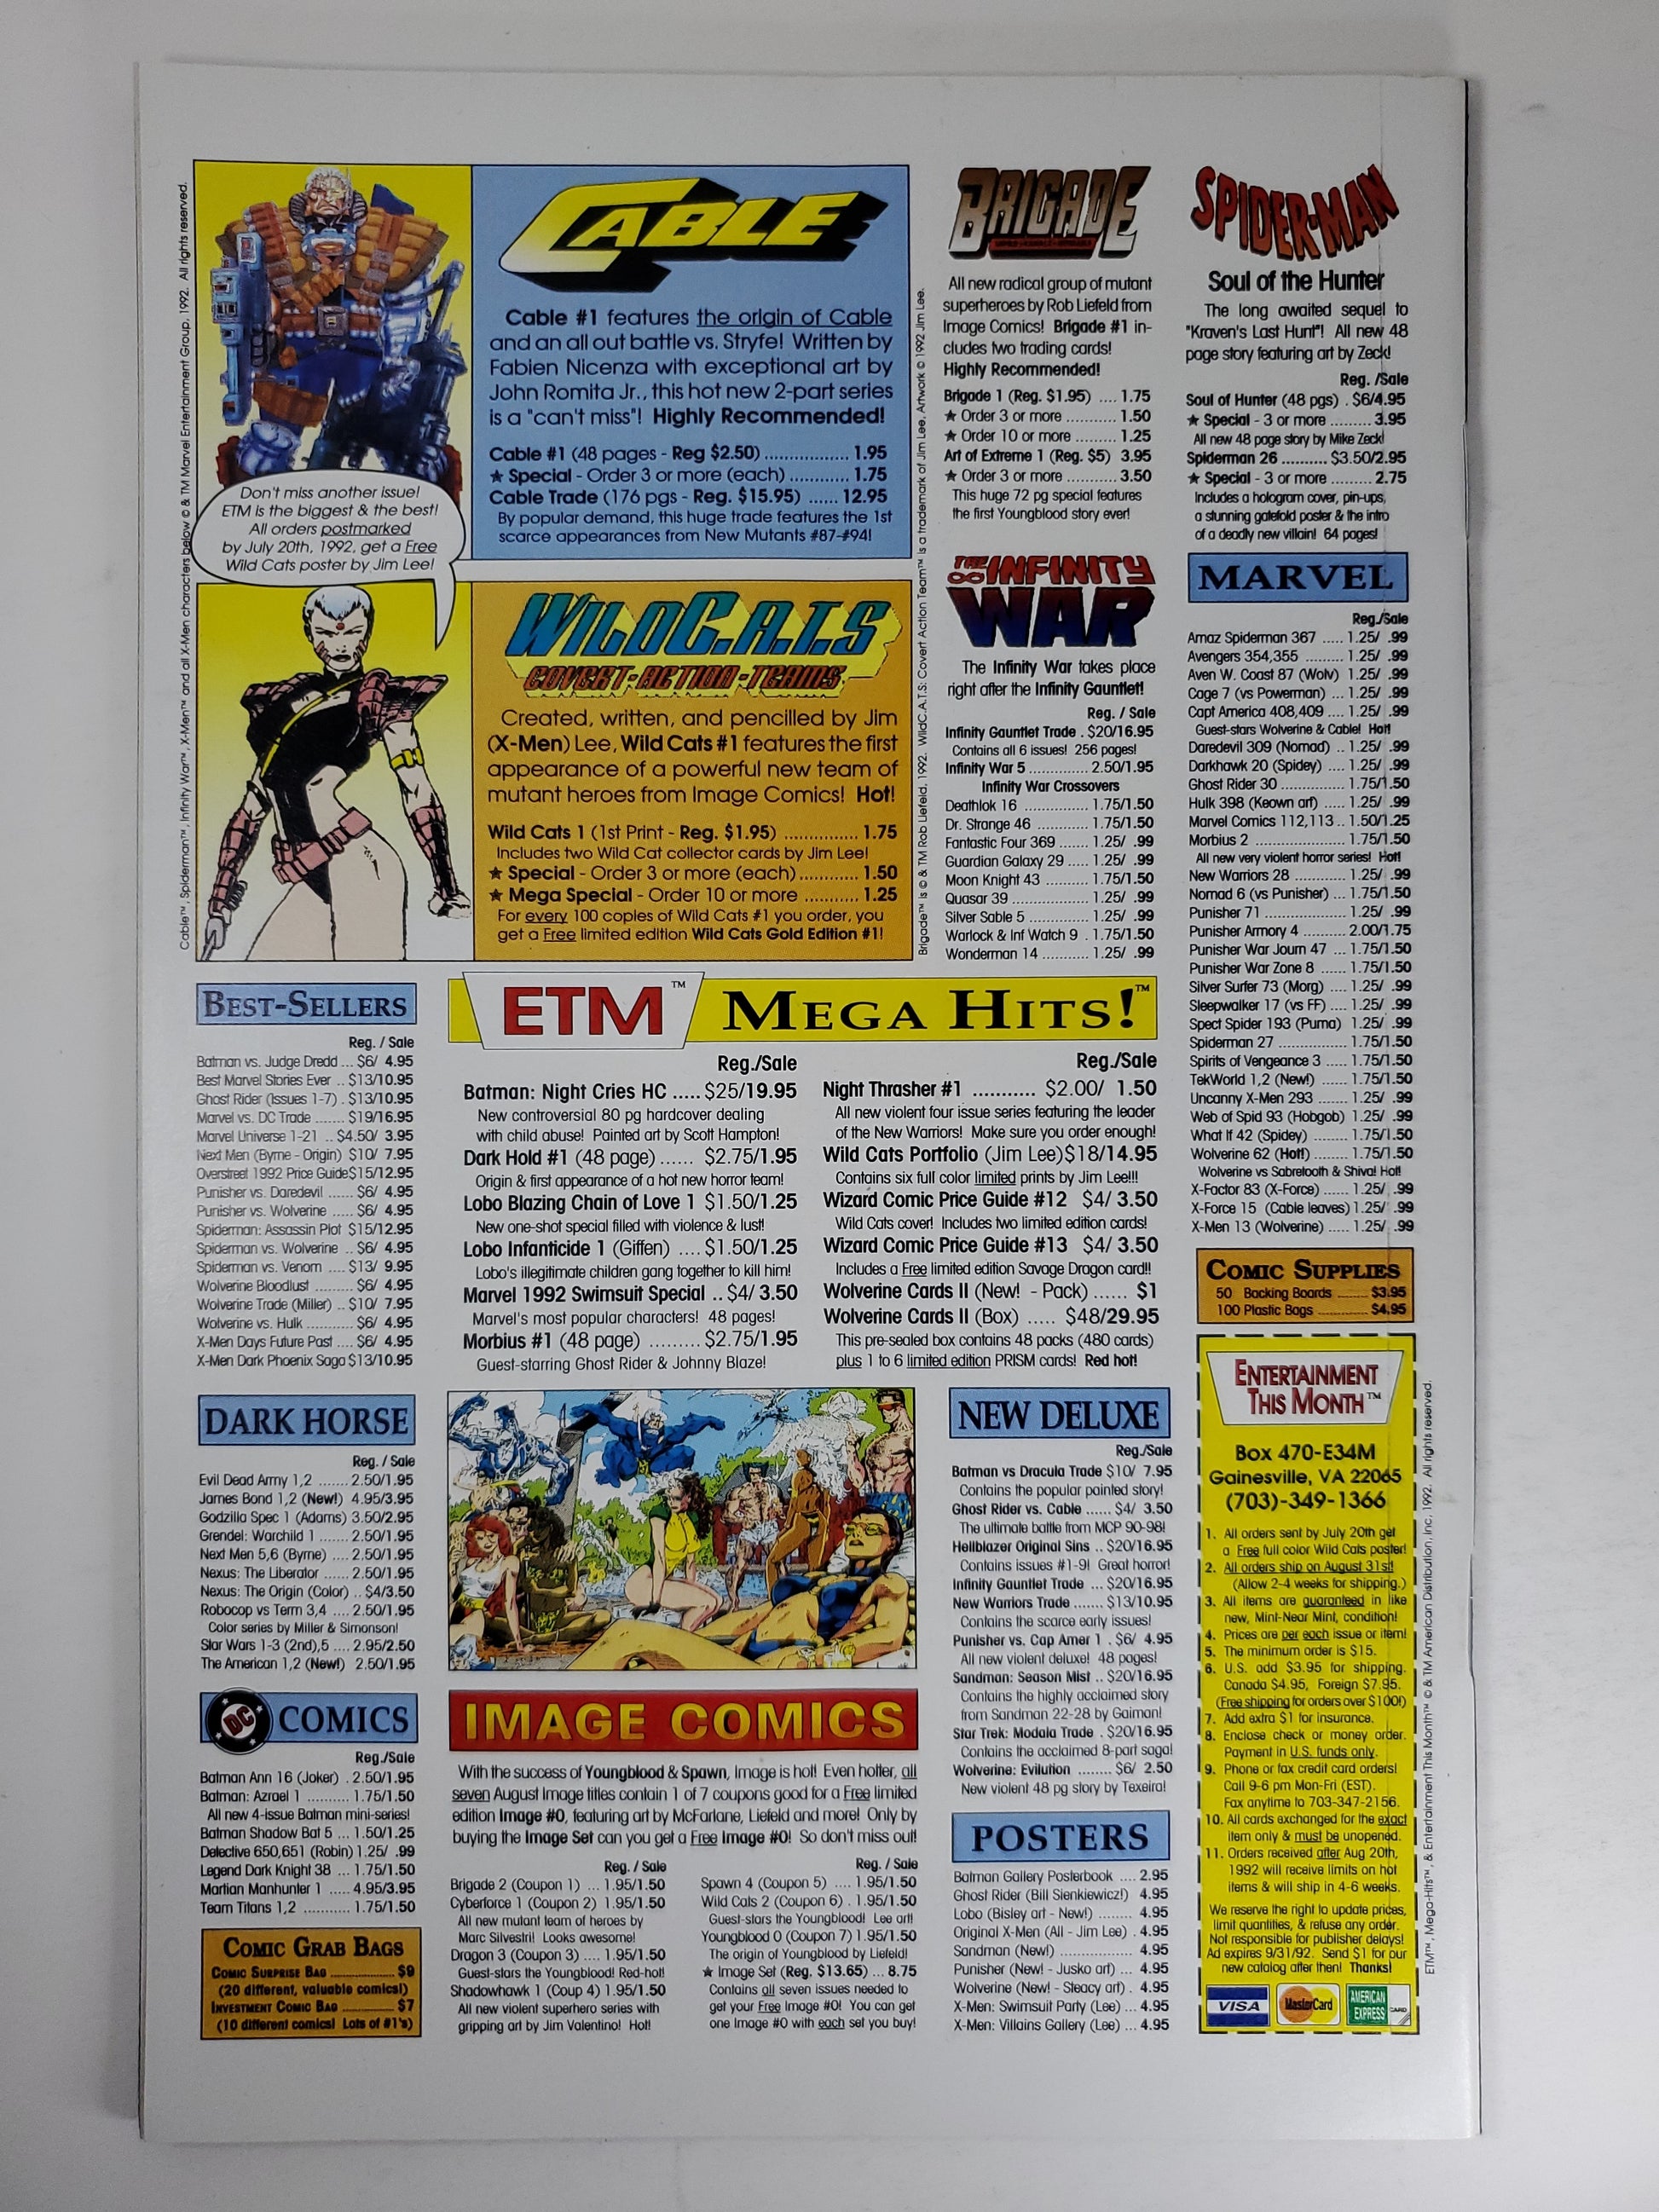 Cable™, Spiderman™, Infinity War™, X-Men™ and all X-Men characters below © & TM Marvel Entertainment Group, 1992. All rights reserved.
CABLE
Cable #1 features the origin of Cable
and an all out battle vs. Stryfe! Written by
Fabien Nicenza with exceptional art by
John Romita Jr., this hot new 2-part series
is a "can't miss"! Highly Recommended!
Cable #1 (48 pages - Reg $2.50) ................. 1.95
★ Special - Order 3 or more (each) ............ 1.75
Cable Trade (176 pgs - Reg. $15.95) ...... 12.95
By popular demand, this huge trade features the 1st
scarce appearances from New Mutants #87-#94!
Don't miss another issue!
ETM is the biggest & the best!
All orders postmarked
by July 20th, 1992, get a Free
Wild Cats poster by Jim Lee!
WILDC.A.T.S
COVERT-ACTION-TEAMS
Created, written, and pencilled by Jim
(X-Men) Lee, Wild Cats #1 features the first
appearance of a powerful new team of
mutant heroes from Image Comics! Hot!
Wild Cats 1 (1st Print - Reg. $1.95) .............. 1.75
Includes two Wild Cat collector cards by Jim Lee!
★ Special - Order 3 or more (each) ............ 1.50
★ Mega Special - Order 10 or more ........... 1.25
For every 100 copies of Wild Cats #1 you order, you
get a Free limited edition Wild Cats Gold Edition #1!
Brigade™ is © & TM Rob Liefeld, 1992. WildC.A.T.S: Covert Action Team™ is a trademark of Jim Lee, Artwork © 1992 Jim Lee.
BRIGADE
All new radical group of mutant
superheroes by Rob Liefeld from
Image Comics! Brigade #1 in-
cludes two trading cards!
Highly Recommended!
Brigade 1 (Reg. $1.95) .... 1.75
★ Order 3 or more ......... 1.50
★ Order 10 or more ......... 1.25
Art of Extreme 1 (Reg. $5) 3.95
★ Order 3 or more ........... 3.50
This huge 72 pg special features
the first Youngblood story ever!
THE INFINITY
WAR
The Infinity War takes place
right after the Infinity Gauntlet!
Reg. / Sale
Infinity Gauntlet Trade . $20/16.95
Contains all 6 issues! 256 pages!
Infinity War 5 ............. 2.50/1.95
Infinity War Crossovers
Deathlok 16 .............. 1.75/1.50
Dr. Strange 46 ............ 1.75/1.50
Fantastic Four 369 ....... 1.25/ .99
Guardian Galaxy 29 ..... 1.25/ .99
Moon Knight 43 .......... 1.75/1.50
Quasar 39 ................. 1.25/ .99
Silver Sable 5 ............. 1.25/ .99
Warlock & Inf Watch 9 . 1.75/1.50
Wonderman 14 .......... 1.25/ .99
SPIDER-MAN
Soul of the Hunter
The long awaited sequel to
"Kraven's Last Hunt"! All new 48
page story featuring art by Zeck!
Reg. /Sale
Soul of Hunter (48 pgs) . $6/4.95
★ Special - 3 or more ......... 3.95
All new 48 page story by Mike Zeck!
Spiderman 26 .......... $3.50/2.95
★ Special - 3 or more ......... 2.75
Includes a hologram cover, pin-ups,
a stunning gatefold poster & the intro
of a deadly new villain! 64 pages!
MARVEL
Reg./Sale
Amaz Spiderman 367 ..... 1.25/ .99
Avengers 354,355 ......... 1.25/ .99
Aven W. Coast 87 (Wolv) 1.25/ .99
Cage 7 (vs Powerman) ... 1.25/ .99
Capt America 408,409 .... 1.25/ .99
Guest-stars Wolverine & Cable! Hot!
Daredevil 309 (Nomad) .. 1.25/ .99
Darkhawk 20 (Spidey) .... 1.25/ .99
Ghost Rider 30 ............. 1.75/1.50
Hulk 398 (Keown art) ..... 1.25/ .99
Marvel Comics 112,113 .. 1.50/1.25
Morbius 2 ................... 1.75/1.50
All new very violent horror series! Hot!
New Warriors 28 ........... 1.25/ .99
Nomad 6 (vs Punisher) ... 1.75/1.50
Punisher 71 ................. 1.25/ .99
Punisher Armory 4 .......... 2.00/1.75
Punisher War Journ 47 ... 1.75/1.50
Punisher War Zone 8 ...... 1.75/1.50
Silver Surfer 73 (Morg) .... 1.25/ .99
Sleepwalker 17 (vs FF) .... 1.25/ .99
Spect Spider 193 (Puma) 1.25/ .99
Spiderman 27 ............... 1.75/1.50
Spirits of Vengeance 3 ..... 1.75/1.50
TekWorld 1,2 (New!) ...... 1.75/1.50
Uncanny X-Men 293 ....... 1.25/ .99
Web of Spid 93 (Hobgob) 1.25/ .99
What If 42 (Spidey) ........ 1.75/1.50
Wolverine 62 (Hot!) ........ 1.75/1.50
Wolverine vs Sabretooth & Shiva! Hot!
X-Factor 83 (X-Force) ...... 1.25/ .99
X-Force 15 (Cable leaves) 1.25/ .99
X-Men 13 (Wolverine) ..... 1.25/ .99
BEST-SELLERS
Reg. / Sale
Batman vs. Judge Dredd ... $6/ 4.95
Best Marvel Stories Ever .. $13/10.95
Ghost Rider (Issues 1-7) . $13/10.95
Marvel vs. DC Trade ...... $19/16.95
Marvel Universe 1-21 .. $4.50/ 3.95
Next Men (Byrne - Origin) $10/ 7.95
Overstreet 1992 Price Guide $15/12.95
Punisher vs. Daredevil ...... $6/ 4.95
Punisher vs. Wolverine ..... $6/ 4.95
Spiderman: Assassin Plot $15/12.95
Spiderman vs. Wolverine .. $6/ 4.95
Spiderman vs. Venom .... $13/ 9.95
Wolverine Bloodlust ......... $6/ 4.95
Wolverine Trade (Miller) .. $10/ 7.95
Wolverine vs. Hulk .......... $6/ 4.95
X-Men Days Future Past .... $6/ 4.95
X-Men Dark Phoenix Saga $13/10.95
ETM™ MEGA HITS!™
Reg./Sale
Batman: Night Cries HC ..... $25/19.95
New controversial 80 pg hardcover dealing
with child abuse! Painted art by Scott Hampton!
Dark Hold #1 (48 page) ...... $2.75/1.95
Origin & first appearance of a hot new horror team!
Lobo Blazing Chain of Love 1 $1.50/1.25
New one-shot special filled with violence & lust!
Lobo Infanticide 1 (Giffen) .... $1.50/1.25
Lobo's illegitimate children gang together to kill him!
Marvel 1992 Swimsuit Special .. $4/ 3.50
Marvel's most popular characters! 48 pages!
Morbius #1 (48 page) ......... $2.75/1.95
Guest-starring Ghost Rider & Johnny Blaze!
Reg./Sale
Night Thrasher #1 ........... $2.00/ 1.50
All new violent four issue series featuring the leader
of the New Warriors! Make sure you order enough!
Wild Cats Portfolio (Jim Lee) $18/14.95
Contains six full color limited prints by Jim Lee!!!
Wizard Comic Price Guide #12 $4/ 3.50
Wild Cats cover! Includes two limited edition cards!
Wizard Comic Price Guide #13 $4/ 3.50
Includes a Free limited edition Savage Dragon card!!
Wolverine Cards II (New! - Pack) ...... $1
Wolverine Cards II (Box) ..... $48/29.95
This pre-sealed box contains 48 packs (480 cards)
plus 1 to 6 limited edition PRISM cards! Red hot!
COMIC SUPPLIES
50 Backing Boards ........ $3.95
100 Plastic Bags ............ $4.95
DARK HORSE
Reg. / Sale
Evil Dead Army 1,2 ....... 2.50/1.95
James Bond 1,2 (New!) 4.95/3.95
Godzilla Spec 1 (Adams) 3.50/2.95
Grendel: Warchild 1 ...... 2.50/1.95
Next Men 5,6 (Byrne) .... 2.50/1.95
Nexus: The Liberator ...... 2.50/1.95
Nexus: The Origin (Color) .. $4/3.50
Robocop vs Term 3,4 .... 2.50/1.95
Color series by Miller & Simonson!
Star Wars 1-3 (2nd),5 .... 2.95/2.50
The American 1,2 (New!) 2.50/1.95
DC COMICS
Reg./Sale
Batman Ann 16 (Joker) . 2.50/1.95
Batman: Azrael 1 ......... 1.75/1.50
All new 4-issue Batman mini-series!
Batman Shadow Bat 5 ... 1.50/1.25
Detective 650,651 (Robin) 1.25/ .99
Legend Dark Knight 38 ... 1.75/1.50
Martian Manhunter 1 ..... 4.95/3.95
Team Titans 1,2 ........... 1.75/1.50
COMIC GRAB BAGS
COMIC SURPRISE BAG ................ $9
(20 different, valuable comics!)
INVESTMENT COMIC BAG ............ $7
(10 different comics! Lots of #1's)
IMAGE COMICS
With the success of Youngblood & Spawn, Image is hot! Even hotter, all
seven August Image titles contain 1 of 7 coupons good for a Free limited
edition Image #0, featuring art by McFarlane, Liefeld and more! Only by
buying the Image Set can you get a Free Image #0! So don't miss out!
Reg. / Sale
Brigade 2 (Coupon 1) ... 1.95/1.50
Cyberforce 1 (Coupon 2) 1.95/1.50
All new mutant team of heroes by
Marc Silvestri! Looks awesome!
Dragon 3 (Coupon 3) .... 1.95/1.50
Guest-stars the Youngblood! Red-hot!
Shadowhawk 1 (Coup 4) 1.95/1.50
All new violent superhero series with
gripping art by Jim Valentino! Hot!
Reg. / Sale
Spawn 4 (Coupon 5) .... 1.95/1.50
Wild Cats 2 (Coupon 6) . 1.95/1.50
Guest-stars the Youngblood! Lee art!
Youngblood 0 (Coupon 7) 1.95/1.50
The origin of Youngblood by Liefeld!
★ Image Set (Reg. $13.65) ... 8.75
Contains all seven issues needed to
get your Free Image #0! You can get
one Image #0 with each set you buy!
NEW DELUXE
Reg./Sale
Batman vs Dracula Trade $10/ 7.95
Contains the popular painted story!
Ghost Rider vs. Cable ...... $4/ 3.50
The ultimate battle from MCP 90-98!
Hellblazer Original Sins .. $20/16.95
Contains issues #1-9! Great horror!
Infinity Gauntlet Trade ... $20/16.95
New Warriors Trade ....... $13/10.95
Contains the scarce early issues!
Punisher vs. Cap Amer 1 . $6/ 4.95
All new violent deluxe! 48 pages!
Sandman: Season Mist .. $20/16.95
Contains the highly acclaimed story
from Sandman 22-28 by Gaiman!
Star Trek: Modala Trade . $20/16.95
Contains the acclaimed 8-part saga!
Wolverine: Evilution ........ $6/ 2.50
New violent 48 pg story by Texeira!
POSTERS
Batman Gallery Posterbook .... 2.95
Ghost Rider (Bill Sienkiewicz!) 4.95
Lobo (Bisley art - New!) ........ 4.95
Original X-Men (All - Jim Lee) . 4.95
Sandman (New!) ................ 4.95
Punisher (New! - Jusko art) ... 4.95
Wolverine (New! - Steacy art) . 4.95
X-Men: Swimsuit Party (Lee) ... 4.95
X-Men: Villains Gallery (Lee) ... 4.95
ENTERTAINMENT
THIS MONTH™
Box 470-E34M
Gainesville, VA 22065
(703)-349-1366
1. All orders sent by July 20th get
a Free full color Wild Cats poster!
2. All orders ship on August 31st!
(Allow 2-4 weeks for shipping.)
3. All items are guaranteed in like
new, Mint-Near Mint, condition!
4. Prices are per each issue or item!
5. The minimum order is $15.
6. U.S. add $3.95 for shipping.
Canada $4.95, Foreign $7.95.
(Free shipping for orders over $100!)
7. Add extra $1 for insurance.
8. Enclose check or money order.
Payment in U.S. funds only.
9. Phone or fax credit card orders!
Call 9-6 pm Mon-Fri (EST).
Fax anytime to 703-347-2156.
10. All cards exchanged for the exact
item only & must be unopened.
11. Orders received after Aug 20th,
1992 will receive limits on hot
items & will ship in 4-6 weeks.
We reserve the right to update prices,
limit quantities, & refuse any order.
Not responsible for publisher delays!
Ad expires 9/31/92. Send $1 for our
new catalog after then! Thanks!
VISA
MasterCard
AMERICAN EXPRESS
CARD
ETM™, Mega-Hits™, & Entertainment This Month™ © & TM American Distribution, Inc, 1992. All rights reserved.